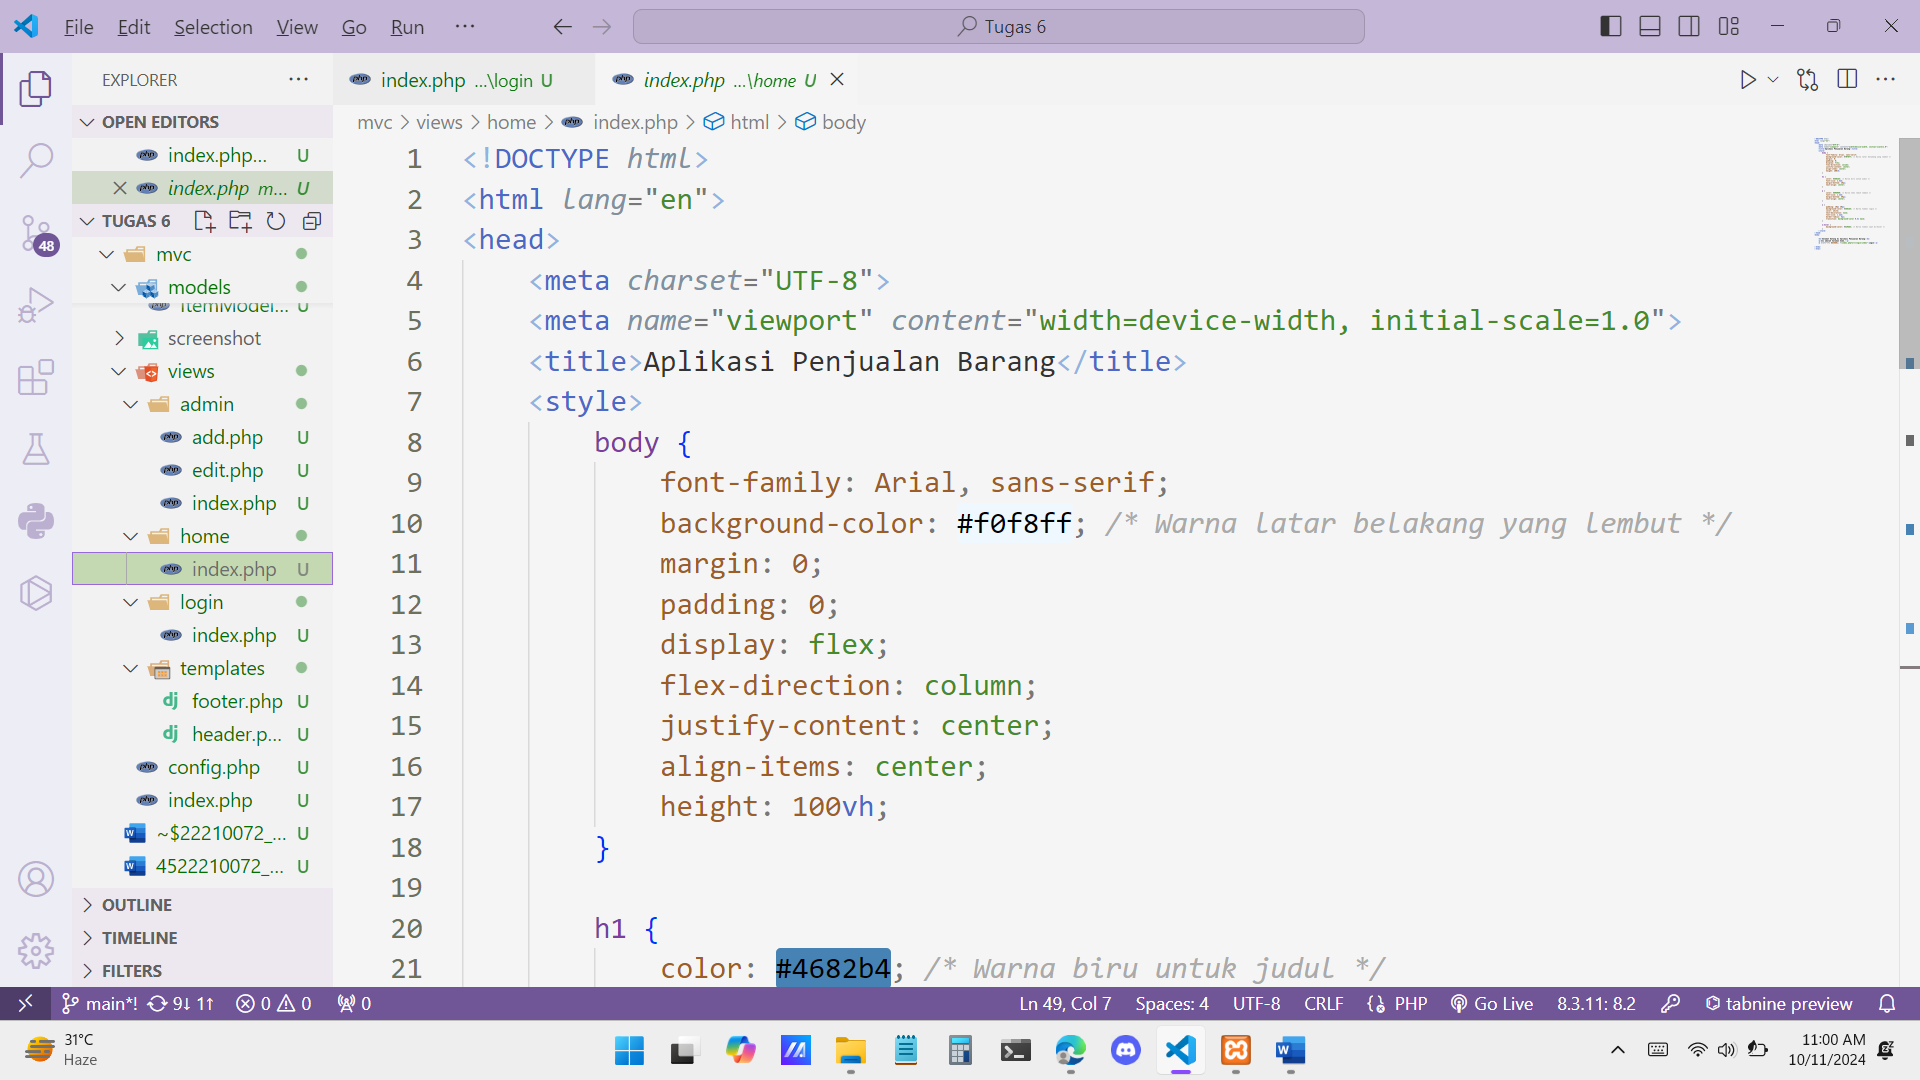 File Edit Selection View Go Run ···
Tugas 6
EXPLORER
OPEN EDITORS
index.php... U
index.php m... U
TUGAS 6
mvc
models
ItemModel... U
screenshot
views
admin
add.php U
edit.php U
index.php U
home
index.php U
login
index.php U
templates
footer.php U
header.p... U
config.php U
index.php U
~$22210072_... U
4522210072_... U
OUTLINE
TIMELINE
FILTERS
48
index.php ...\login U
index.php ...\home U
mvc > views > home > index.php > html > body
1 <!DOCTYPE html>
2 <html lang="en">
3 <head>
4 <meta charset="UTF-8">
5 <meta name="viewport" content="width=device-width, initial-scale=1.0">
6 <title>Aplikasi Penjualan Barang</title>
7 <style>
8 body {
9 font-family: Arial, sans-serif;
10 background-color: #f0f8ff; /* Warna latar belakang yang lembut */
11 margin: 0;
12 padding: 0;
13 display: flex;
14 flex-direction: column;
15 justify-content: center;
16 align-items: center;
17 height: 100vh;
18 }
19
20 h1 {
21 color: #4682b4; /* Warna biru untuk judul */
main*! 9↓ 1↑ 0 0 0
Ln 49, Col 7 Spaces: 4 UTF-8 CRLF PHP Go Live 8.3.11: 8.2 tabnine preview
31°C
Haze
11:00 AM
10/11/2024